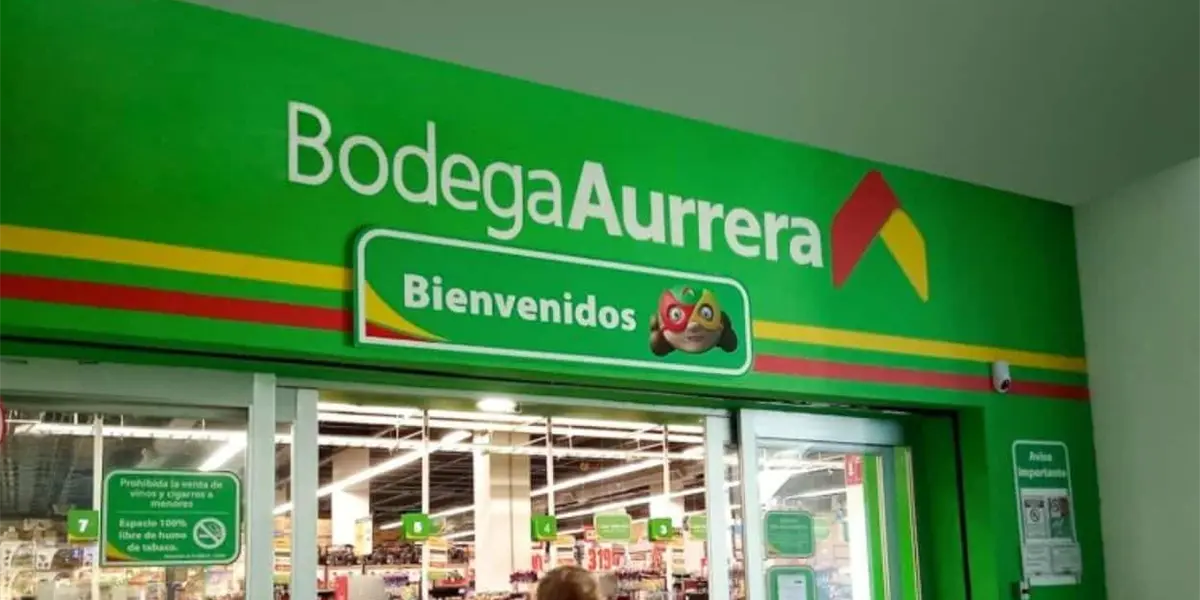 BodegaAurrera
Bienvenidos
Aviso
importante
Prohibida la venta de
vinos y cigarros a
menores
Espacio 100%
libre de humo
de tabaco.
7
5
4
3